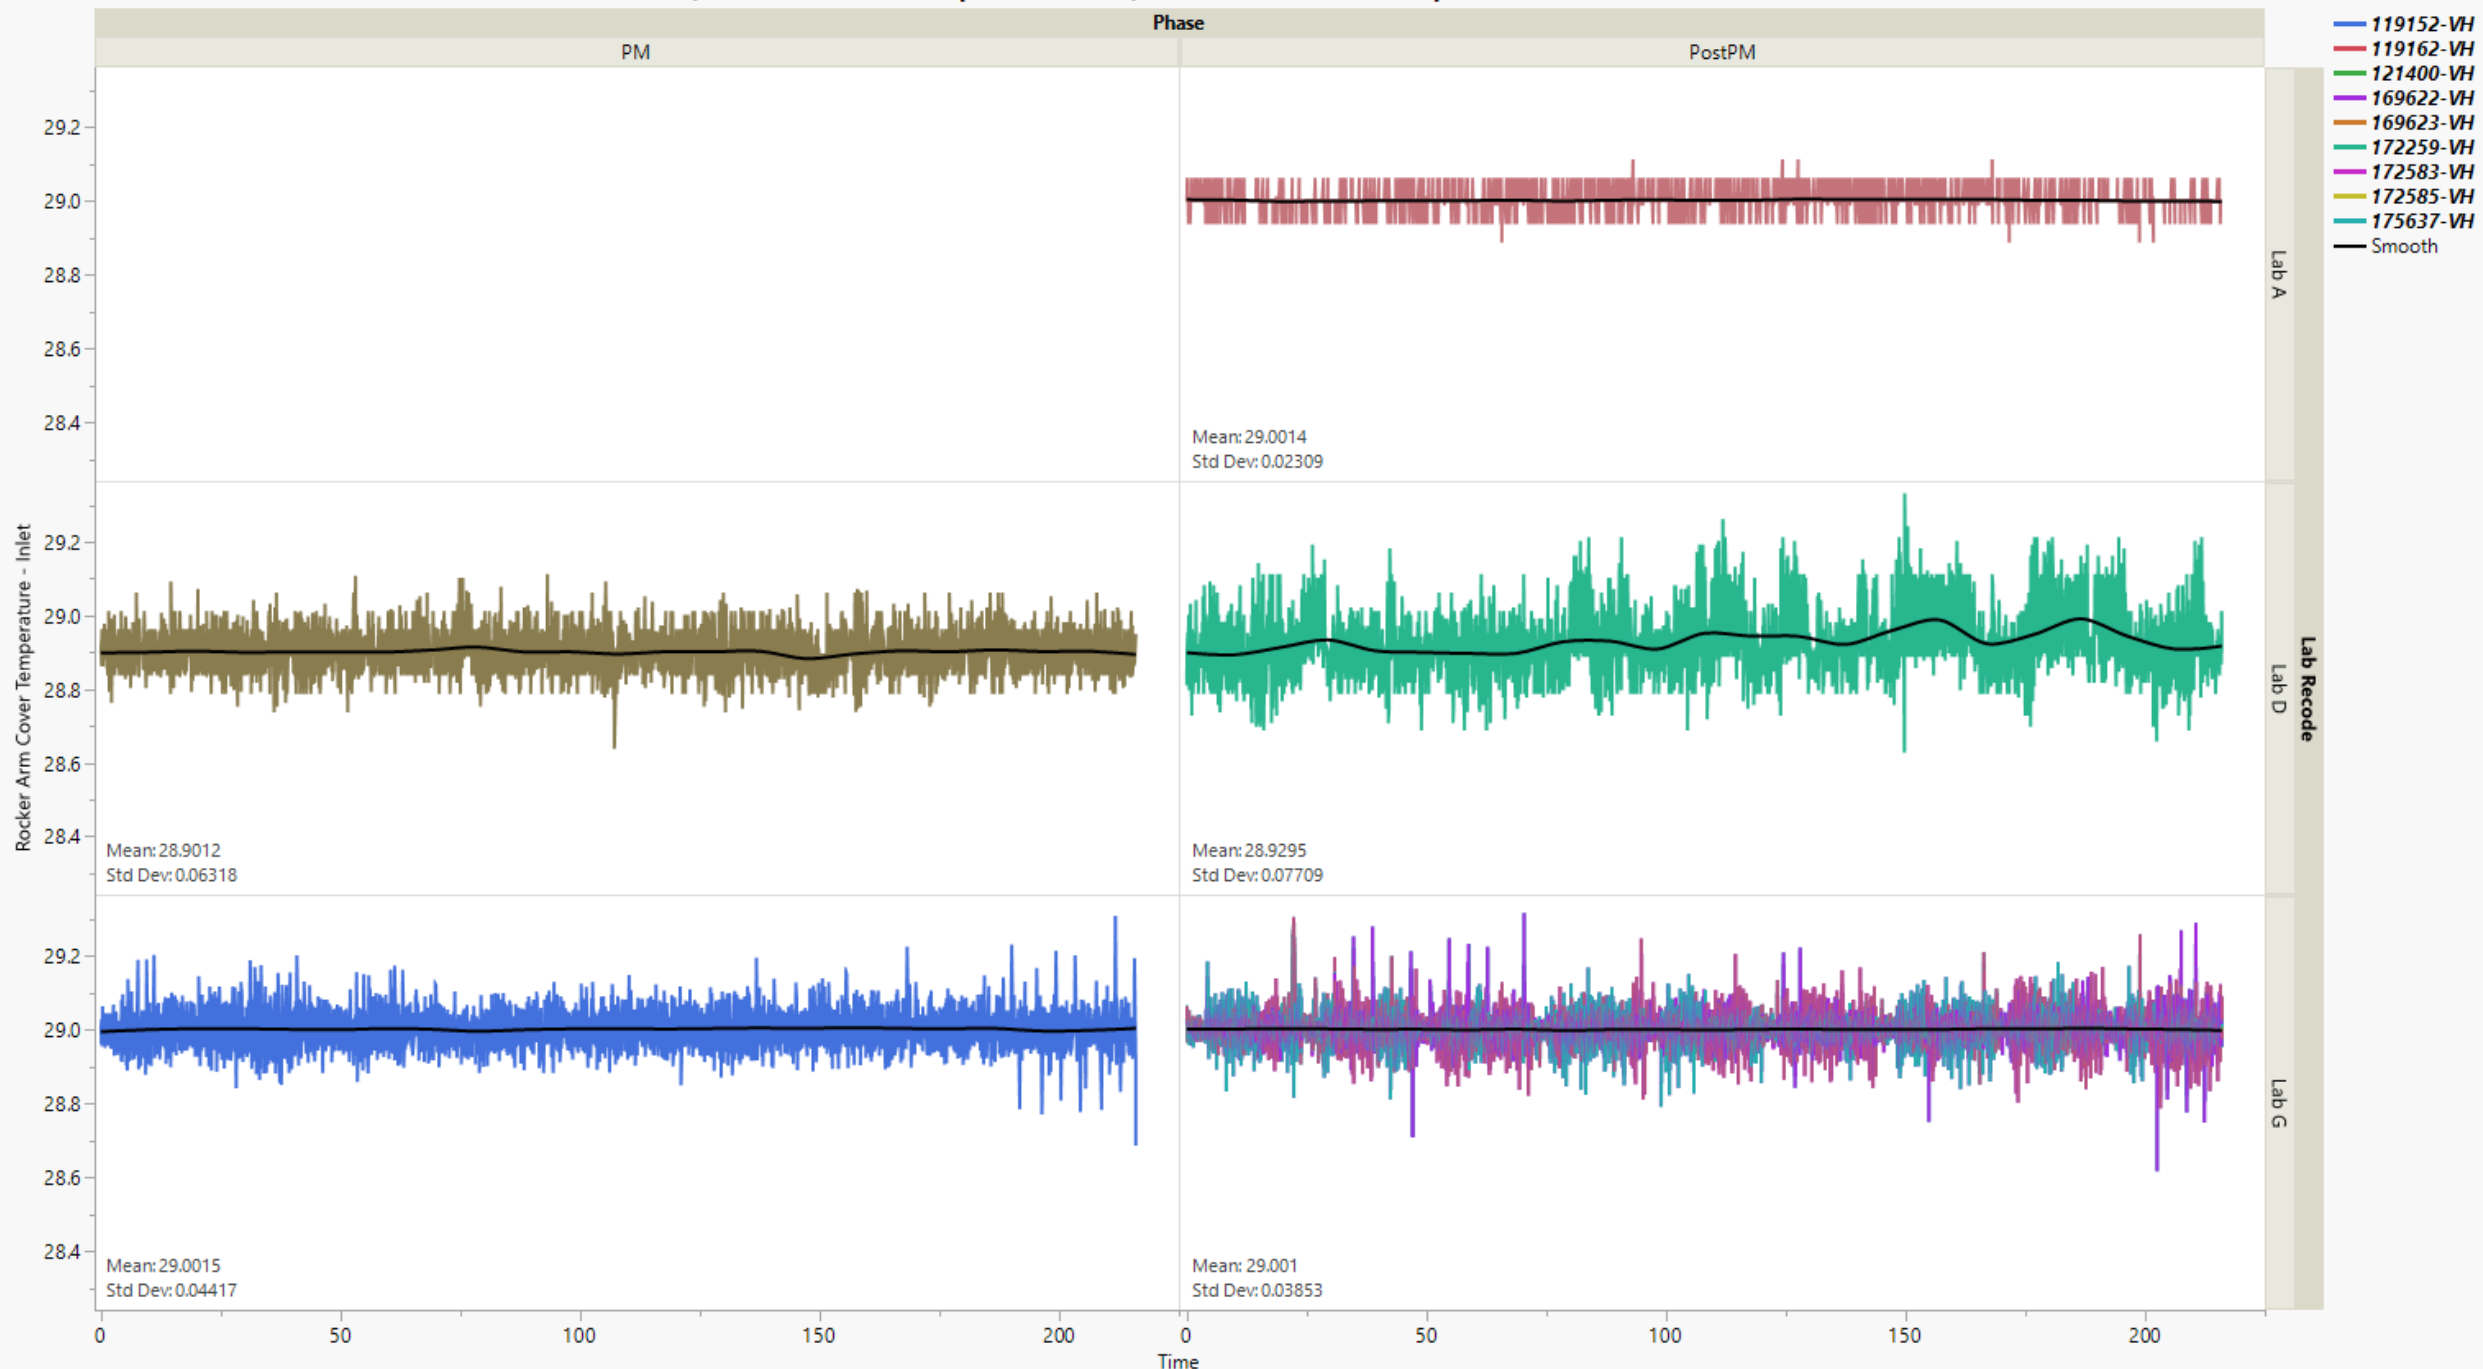 Phase
PM
PostPM
119152-VH
119162-VH
121400-VH
169622-VH
169623-VH
172259-VH
172583-VH
172585-VH
175637-VH
Smooth
Rocker Arm Cover Temperature - Inlet
29.2
29.0
28.8
28.6
28.4
Mean: 29.0014
Std Dev: 0.02309
Lab A
29.2
29.0
28.8
28.6
28.4
Mean: 28.9012
Std Dev: 0.06318
Mean: 28.9295
Std Dev: 0.07709
Lab D
Lab Recode
29.2
29.0
28.8
28.6
28.4
Mean: 29.0015
Std Dev: 0.04417
Mean: 29.001
Std Dev: 0.03853
Lab G
0 50 100 150 200 0 50 100 150 200
Time